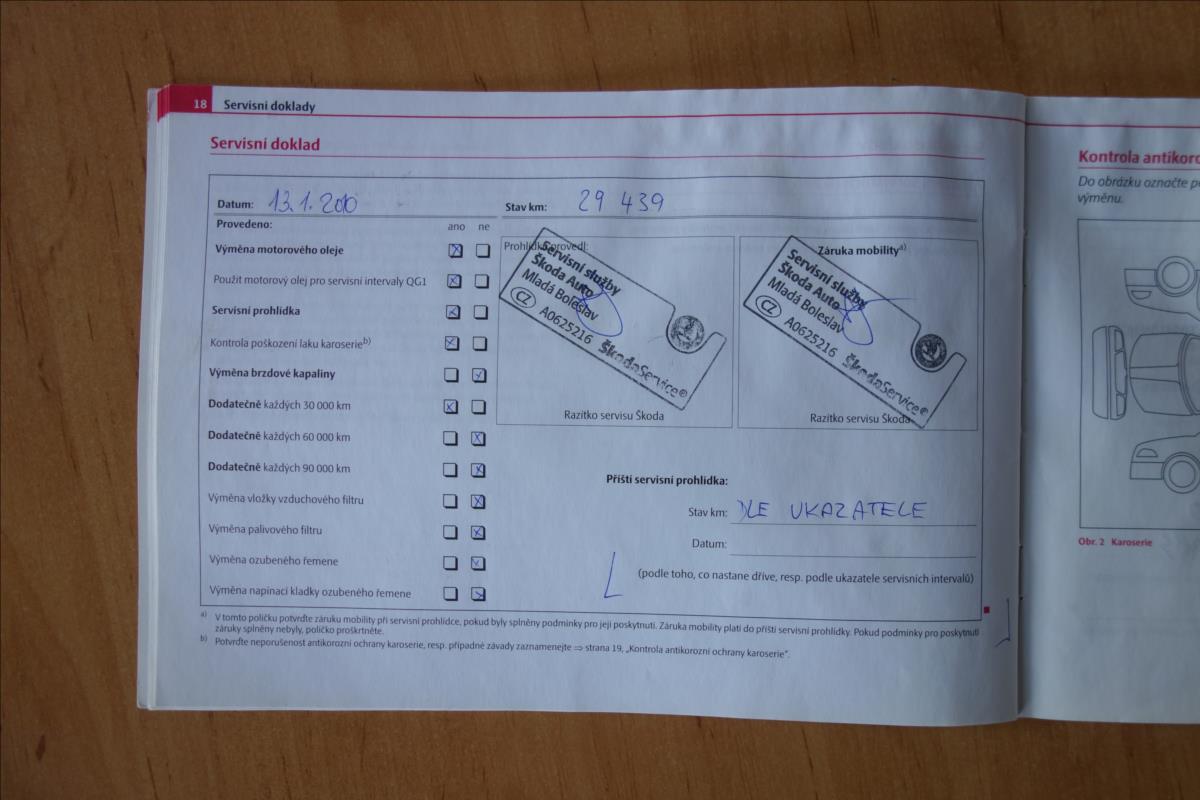 18 Servisní doklady
Servisní doklad
Datum: 13.1.2010
Stav km: 29 439
Provedeno:
ano ne
Výměna motorového oleje
Použit motorový olej pro servisní intervaly QG1
Servisní prohlídka
Kontrola poškození laku karoserie b)
Výměna brzdové kapaliny
Dodatečně každých 30 000 km
Dodatečně každých 60 000 km
Dodatečně každých 90 000 km
Výměna vložky vzduchového filtru
Výměna palivového filtru
Výměna ozubeného řemene
Výměna napínací kladky ozubeného řemene
Prohlídku provedl:
Servisní služby
Škoda Auto
Mladá Boleslav
CZ A0625216 ŠkodaService®
Razítko servisu Škoda
Záruka mobility a)
Servisní služby
Škoda Auto
Mladá Boleslav
CZ A0625216 ŠkodaService®
Razítko servisu Škoda
Příští servisní prohlídka:
Stav km: DLE UKAZATELE
Datum:
(podle toho, co nastane dříve, resp. podle ukazatele servisních intervalů)
a) V tomto políčku potvrďte záruku mobility při servisní prohlídce, pokud byly splněny podmínky pro její poskytnutí. Záruka mobility platí do příští servisní prohlídky. Pokud podmínky pro poskytnutí
záruky splněny nebyly, políčko proškrtněte.
b) Potvrďte neporušenost antikorozní ochrany karoserie, resp. případné závady zaznamenejte ⇒ strana 19, „Kontrola antikorozní ochrany karoserie".
Kontrola antikoro
Do obrázku označte p
výměnu.
Obr. 2 Karoserie